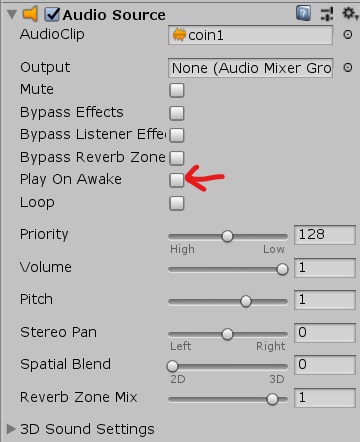 Audio Source
AudioClip coin1
Output None (Audio Mixer Gro
Mute
Bypass Effects
Bypass Listener Effe
Bypass Reverb Zone
Play On Awake
Loop
Priority 128
High Low
Volume 1
Pitch 1
Stereo Pan 0
Left Right
Spatial Blend 0
2D 3D
Reverb Zone Mix 1
3D Sound Settings